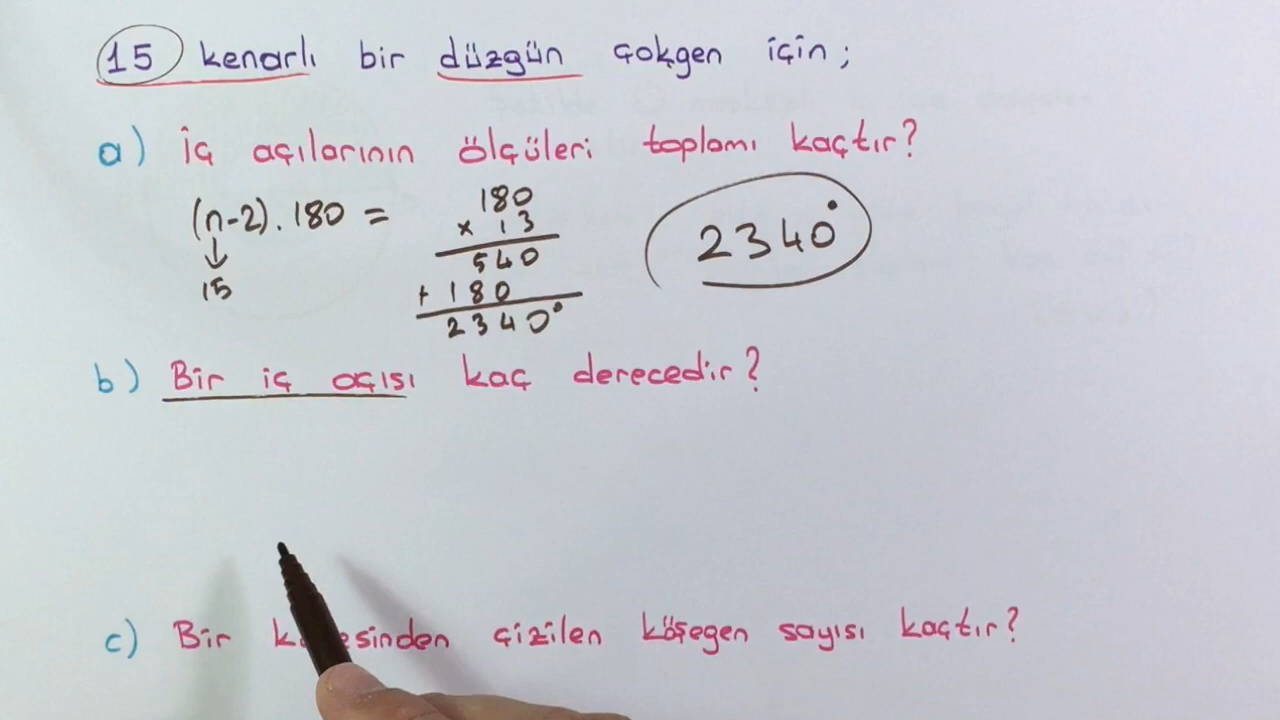 15 kenarlı bir düzgün çokgen için;
a) İç açılarının ölçüleri toplamı kaçtır?
(n-2).180 =
15
180
x 13
540
+ 180
2340°
2340°
b) Bir iç açısı kaç derecedir?
c) Bir çizilen köşegen sayısı kaçtır?